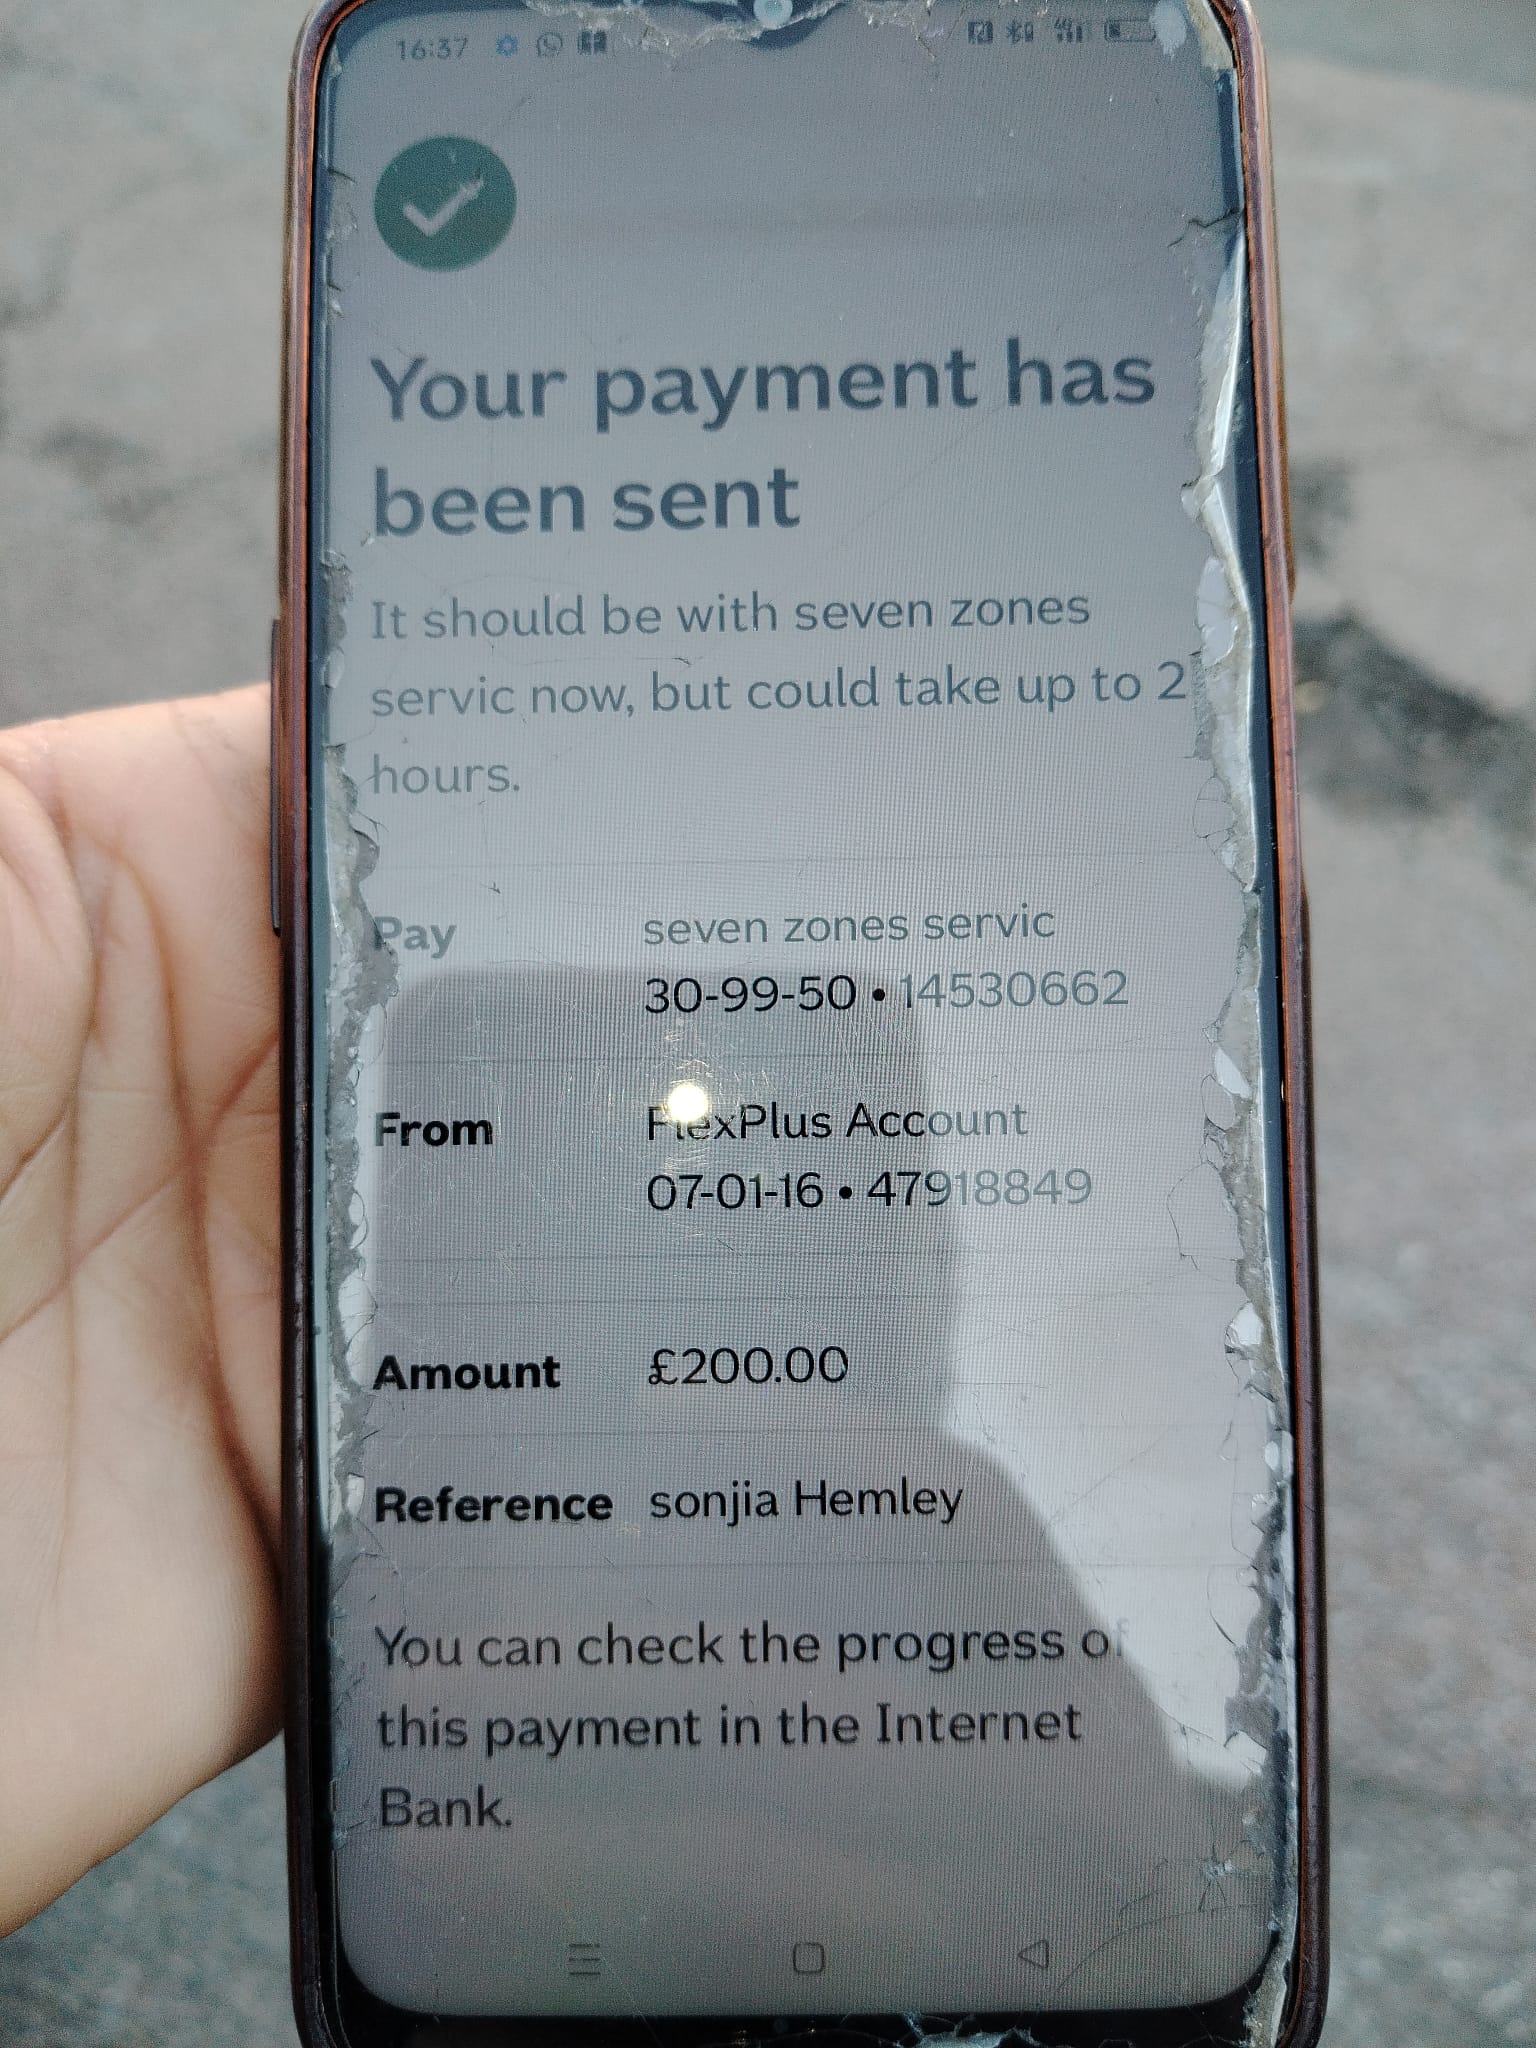 16:37
Your payment has
been sent
It should be with seven zones
servic now, but could take up to 2
hours.
Pay seven zones servic
30-99-50 • 14530662
From FlexPlus Account
07-01-16 • 47918849
Amount £200.00
Reference sonjia Hemley
You can check the progress of
this payment in the Internet
Bank.